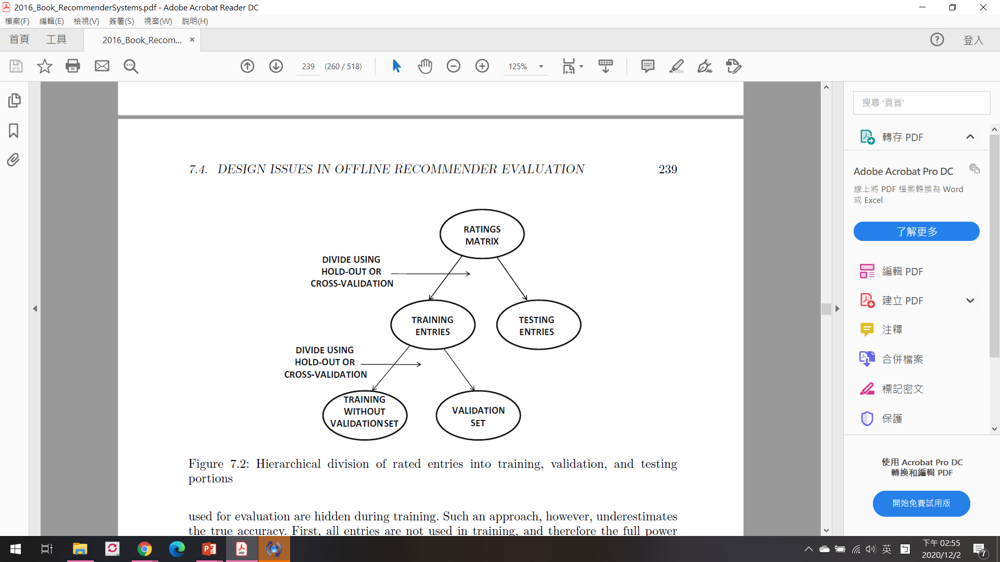 2016_Book_RecommenderSystems.pdf - Adobe Acrobat Reader DC
檔案(F) 編輯(E) 檢視(V) 簽署(S) 視窗(W) 說明(H)
首頁 工具 2016_Book_Recom... ×
登入
239 (260 / 518) 125%
搜尋 '頁首'
轉存 PDF
Adobe Acrobat Pro DC
線上將 PDF 檔案轉換為 Word
或 Excel
了解更多
編輯 PDF
建立 PDF
注釋
合併檔案
標記密文
保護
使用 Acrobat Pro DC
轉換和編輯 PDF
開始免費試用版
7.4. DESIGN ISSUES IN OFFLINE RECOMMENDER EVALUATION 239
RATINGS
MATRIX
DIVIDE USING
HOLD-OUT OR
CROSS-VALIDATION
TRAINING
ENTRIES
TESTING
ENTRIES
DIVIDE USING
HOLD-OUT OR
CROSS-VALIDATION
TRAINING
WITHOUT
VALIDATION SET
VALIDATION
SET
Figure 7.2: Hierarchical division of rated entries into training, validation, and testing
portions
used for evaluation are hidden during training. Such an approach, however, underestimates
the true accuracy. First, all entries are not used in training, and therefore the full power
英
下午 02:55
2020/12/2
7